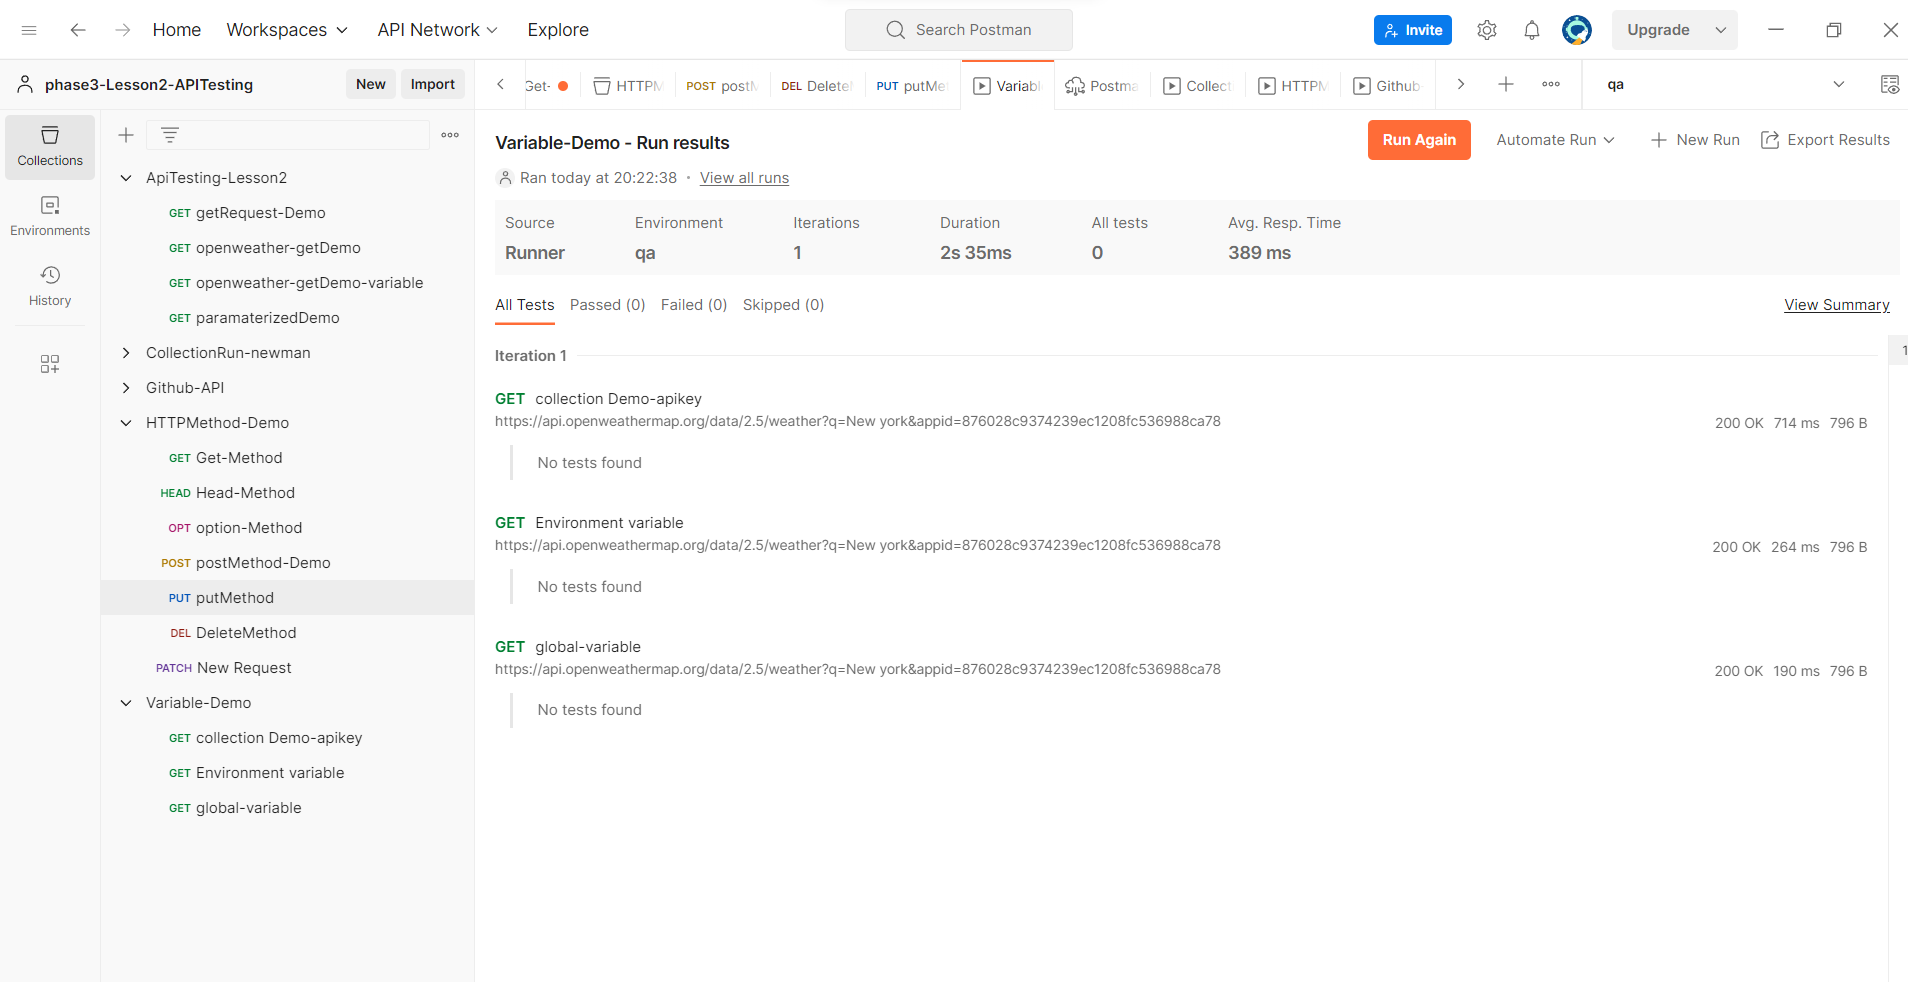 Home Workspaces API Network Explore Search Postman Invite Upgrade
phase3-Lesson2-APITesting New Import
Get- HTTPM POST postM DEL Delete PUT putMe Variabl Postma Collect HTTPM Github qa
Collections
Environments
History
ApiTesting-Lesson2
GET getRequest-Demo
GET openweather-getDemo
GET openweather-getDemo-variable
GET paramaterizedDemo
CollectionRun-newman
Github-API
HTTPMethod-Demo
GET Get-Method
HEAD Head-Method
OPT option-Method
POST postMethod-Demo
PUT putMethod
DEL DeleteMethod
PATCH New Request
Variable-Demo
GET collection Demo-apikey
GET Environment variable
GET global-variable
Variable-Demo - Run results
Run Again Automate Run New Run Export Results
Ran today at 20:22:38 · View all runs
Source Environment Iterations Duration All tests Avg. Resp. Time
Runner qa 1 2s 35ms 0 389 ms
All Tests Passed (0) Failed (0) Skipped (0) View Summary
Iteration 1
1
GET collection Demo-apikey
https://api.openweathermap.org/data/2.5/weather?q=New york&appid=876028c9374239ec1208fc536988ca78
200 OK 714 ms 796 B
No tests found
GET Environment variable
https://api.openweathermap.org/data/2.5/weather?q=New york&appid=876028c9374239ec1208fc536988ca78
200 OK 264 ms 796 B
No tests found
GET global-variable
https://api.openweathermap.org/data/2.5/weather?q=New york&appid=876028c9374239ec1208fc536988ca78
200 OK 190 ms 796 B
No tests found